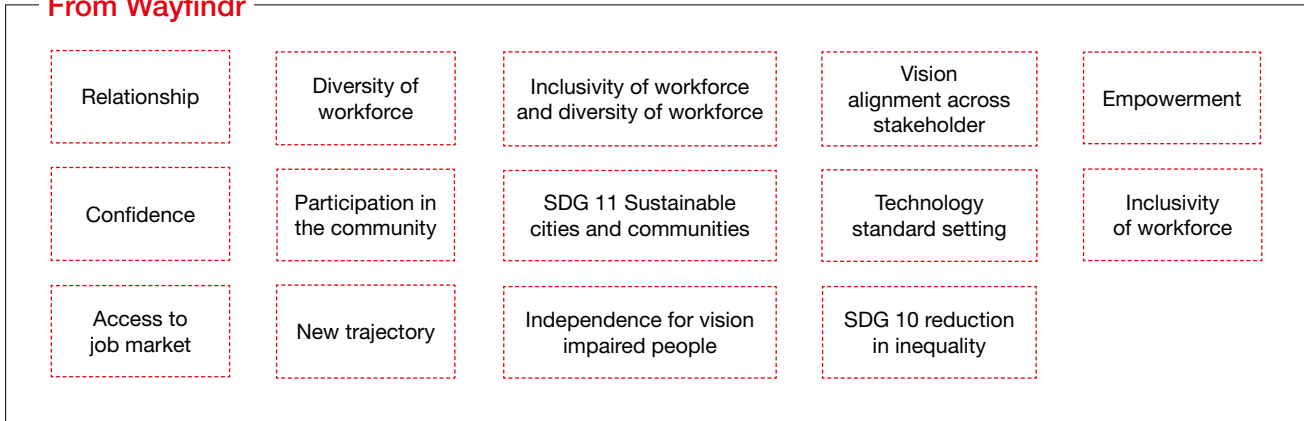 From Wayfindr
Relationship
Diversity of
workforce
Inclusivity of workforce
and diversity of workforce
Vision
alignment across
stakeholder
Empowerment
Confidence
Participation in
the community
SDG 11 Sustainable
cities and communities
Technology
standard setting
Inclusivity
of workforce
Access to
job market
New trajectory
Independence for vision
impaired people
SDG 10 reduction
in inequality